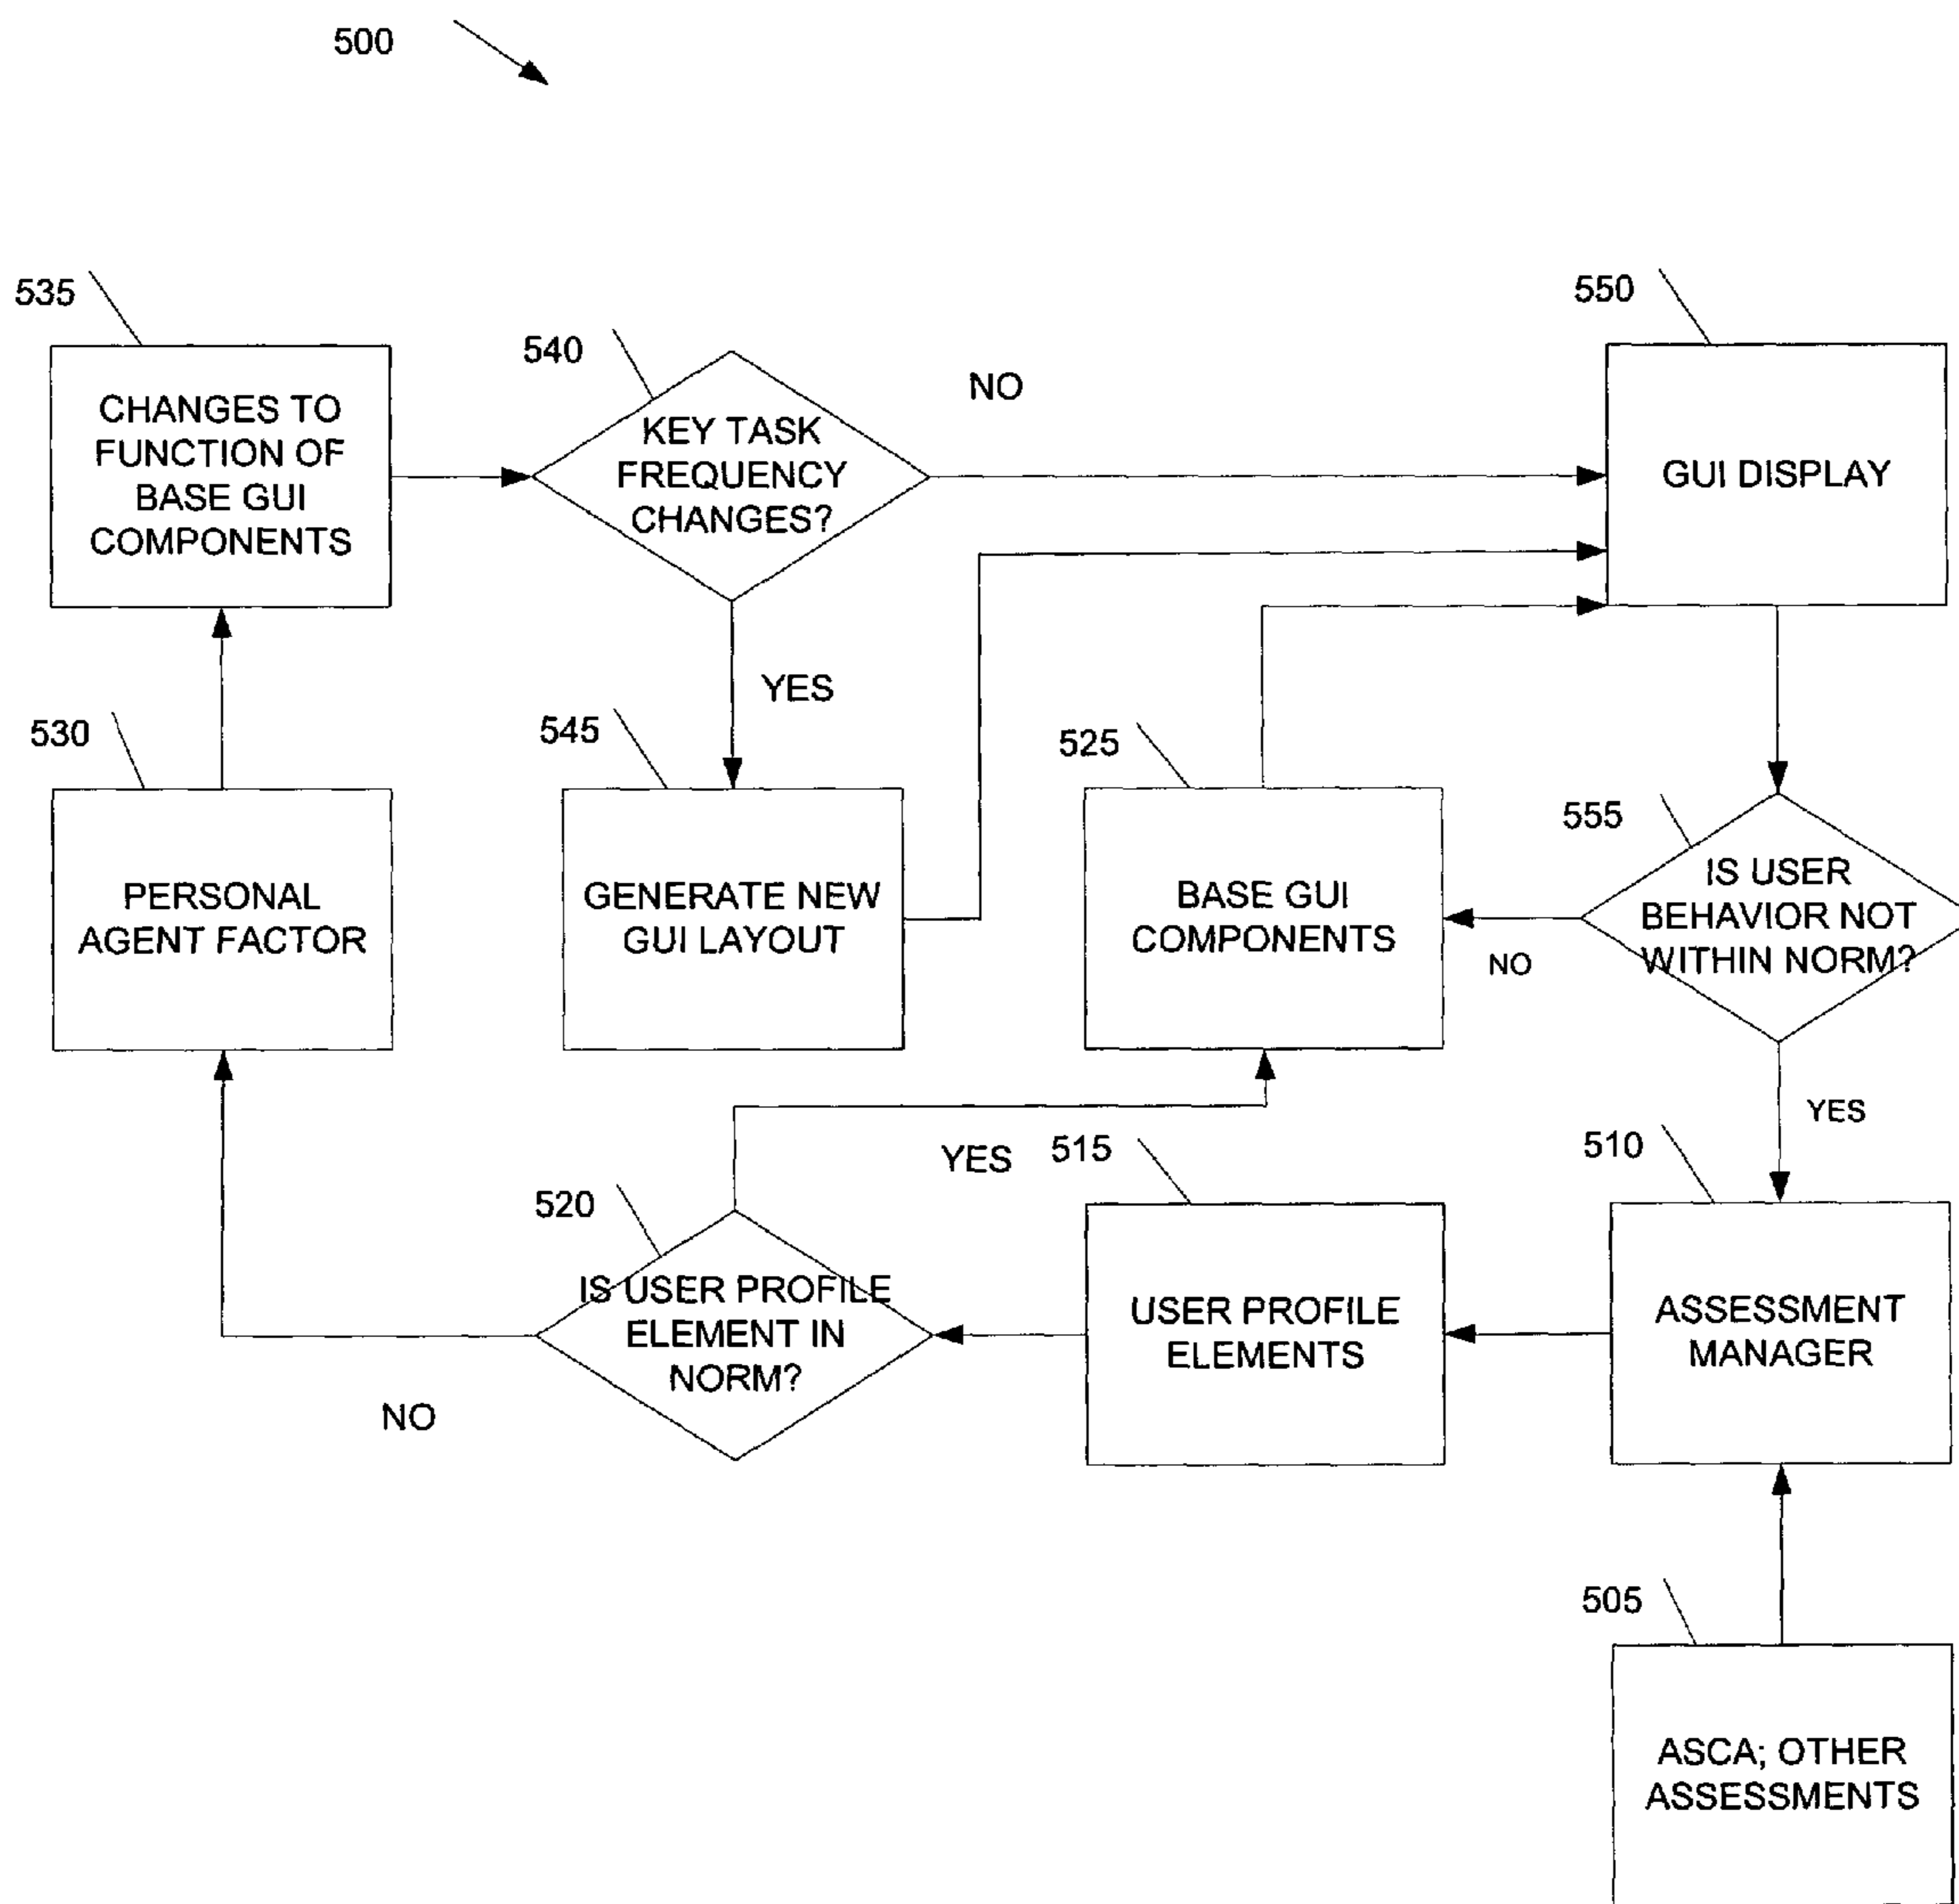 500
535
CHANGES TO
FUNCTION OF
BASE GUI
COMPONENTS
540
KEY TASK
FREQUENCY
CHANGES?
NO
YES
550
GUI DISPLAY
530
PERSONAL
AGENT FACTOR
545
GENERATE NEW
GUI LAYOUT
525
BASE GUI
COMPONENTS
555
IS USER
BEHAVIOR NOT
WITHIN NORM?
NO
YES
520
IS USER PROFILE
ELEMENT IN
NORM?
YES
NO
515
USER PROFILE
ELEMENTS
510
ASSESSMENT
MANAGER
505
ASCA; OTHER
ASSESSMENTS